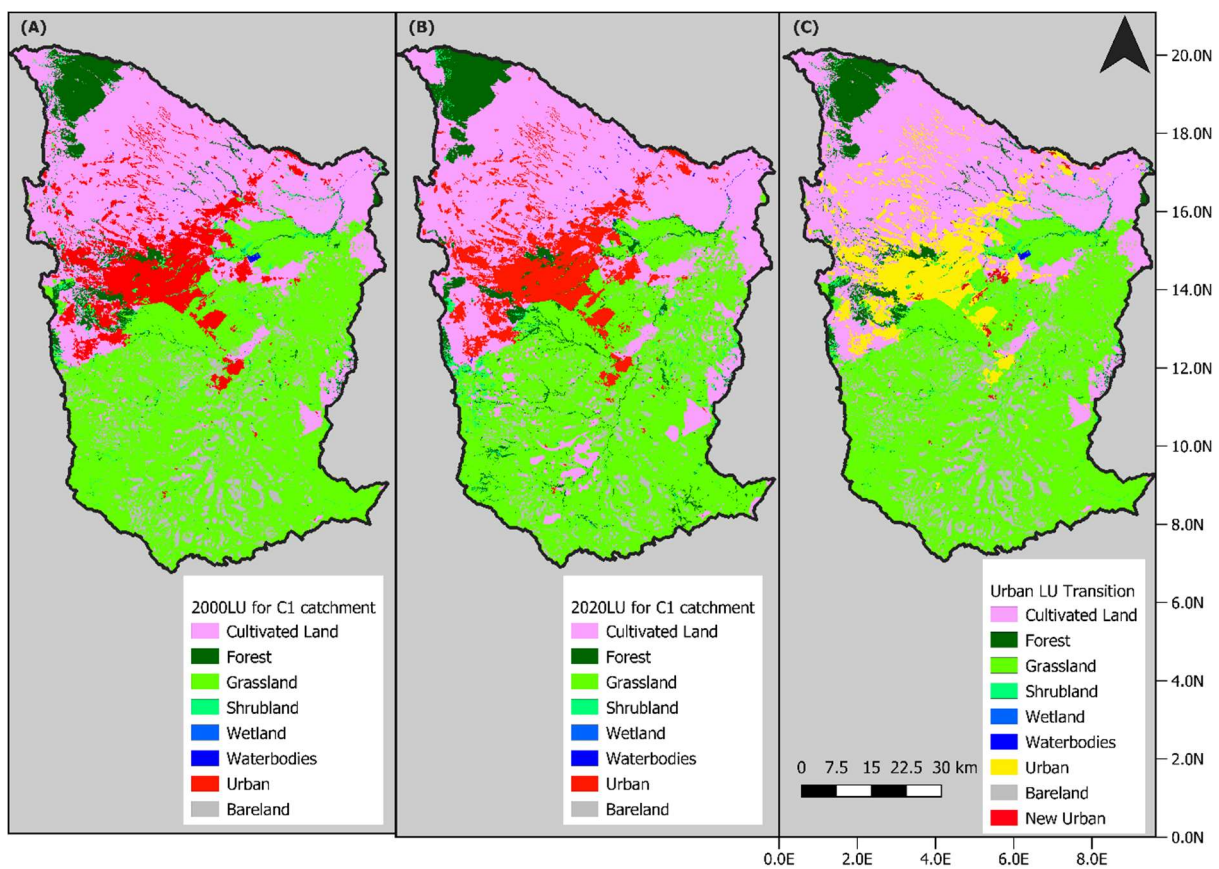 (A)
(B)
(C)
20.0N
18.0N
16.0N
14.0N
12.0N
10.0N
8.0N
6.0N
4.0N
2.0N
0.0N
2000LU for C1 catchment
Cultivated Land
Forest
Grassland
Shrubland
Wetland
Waterbodies
Urban
Bareland
2020LU for C1 catchment
Cultivated Land
Forest
Grassland
Shrubland
Wetland
Waterbodies
Urban
Bareland
Urban LU Transition
Cultivated Land
Forest
Grassland
Shrubland
Wetland
Waterbodies
Urban
Bareland
New Urban
0 7.5 15 22.5 30 km
0.0E 2.0E 4.0E 6.0E 8.0E